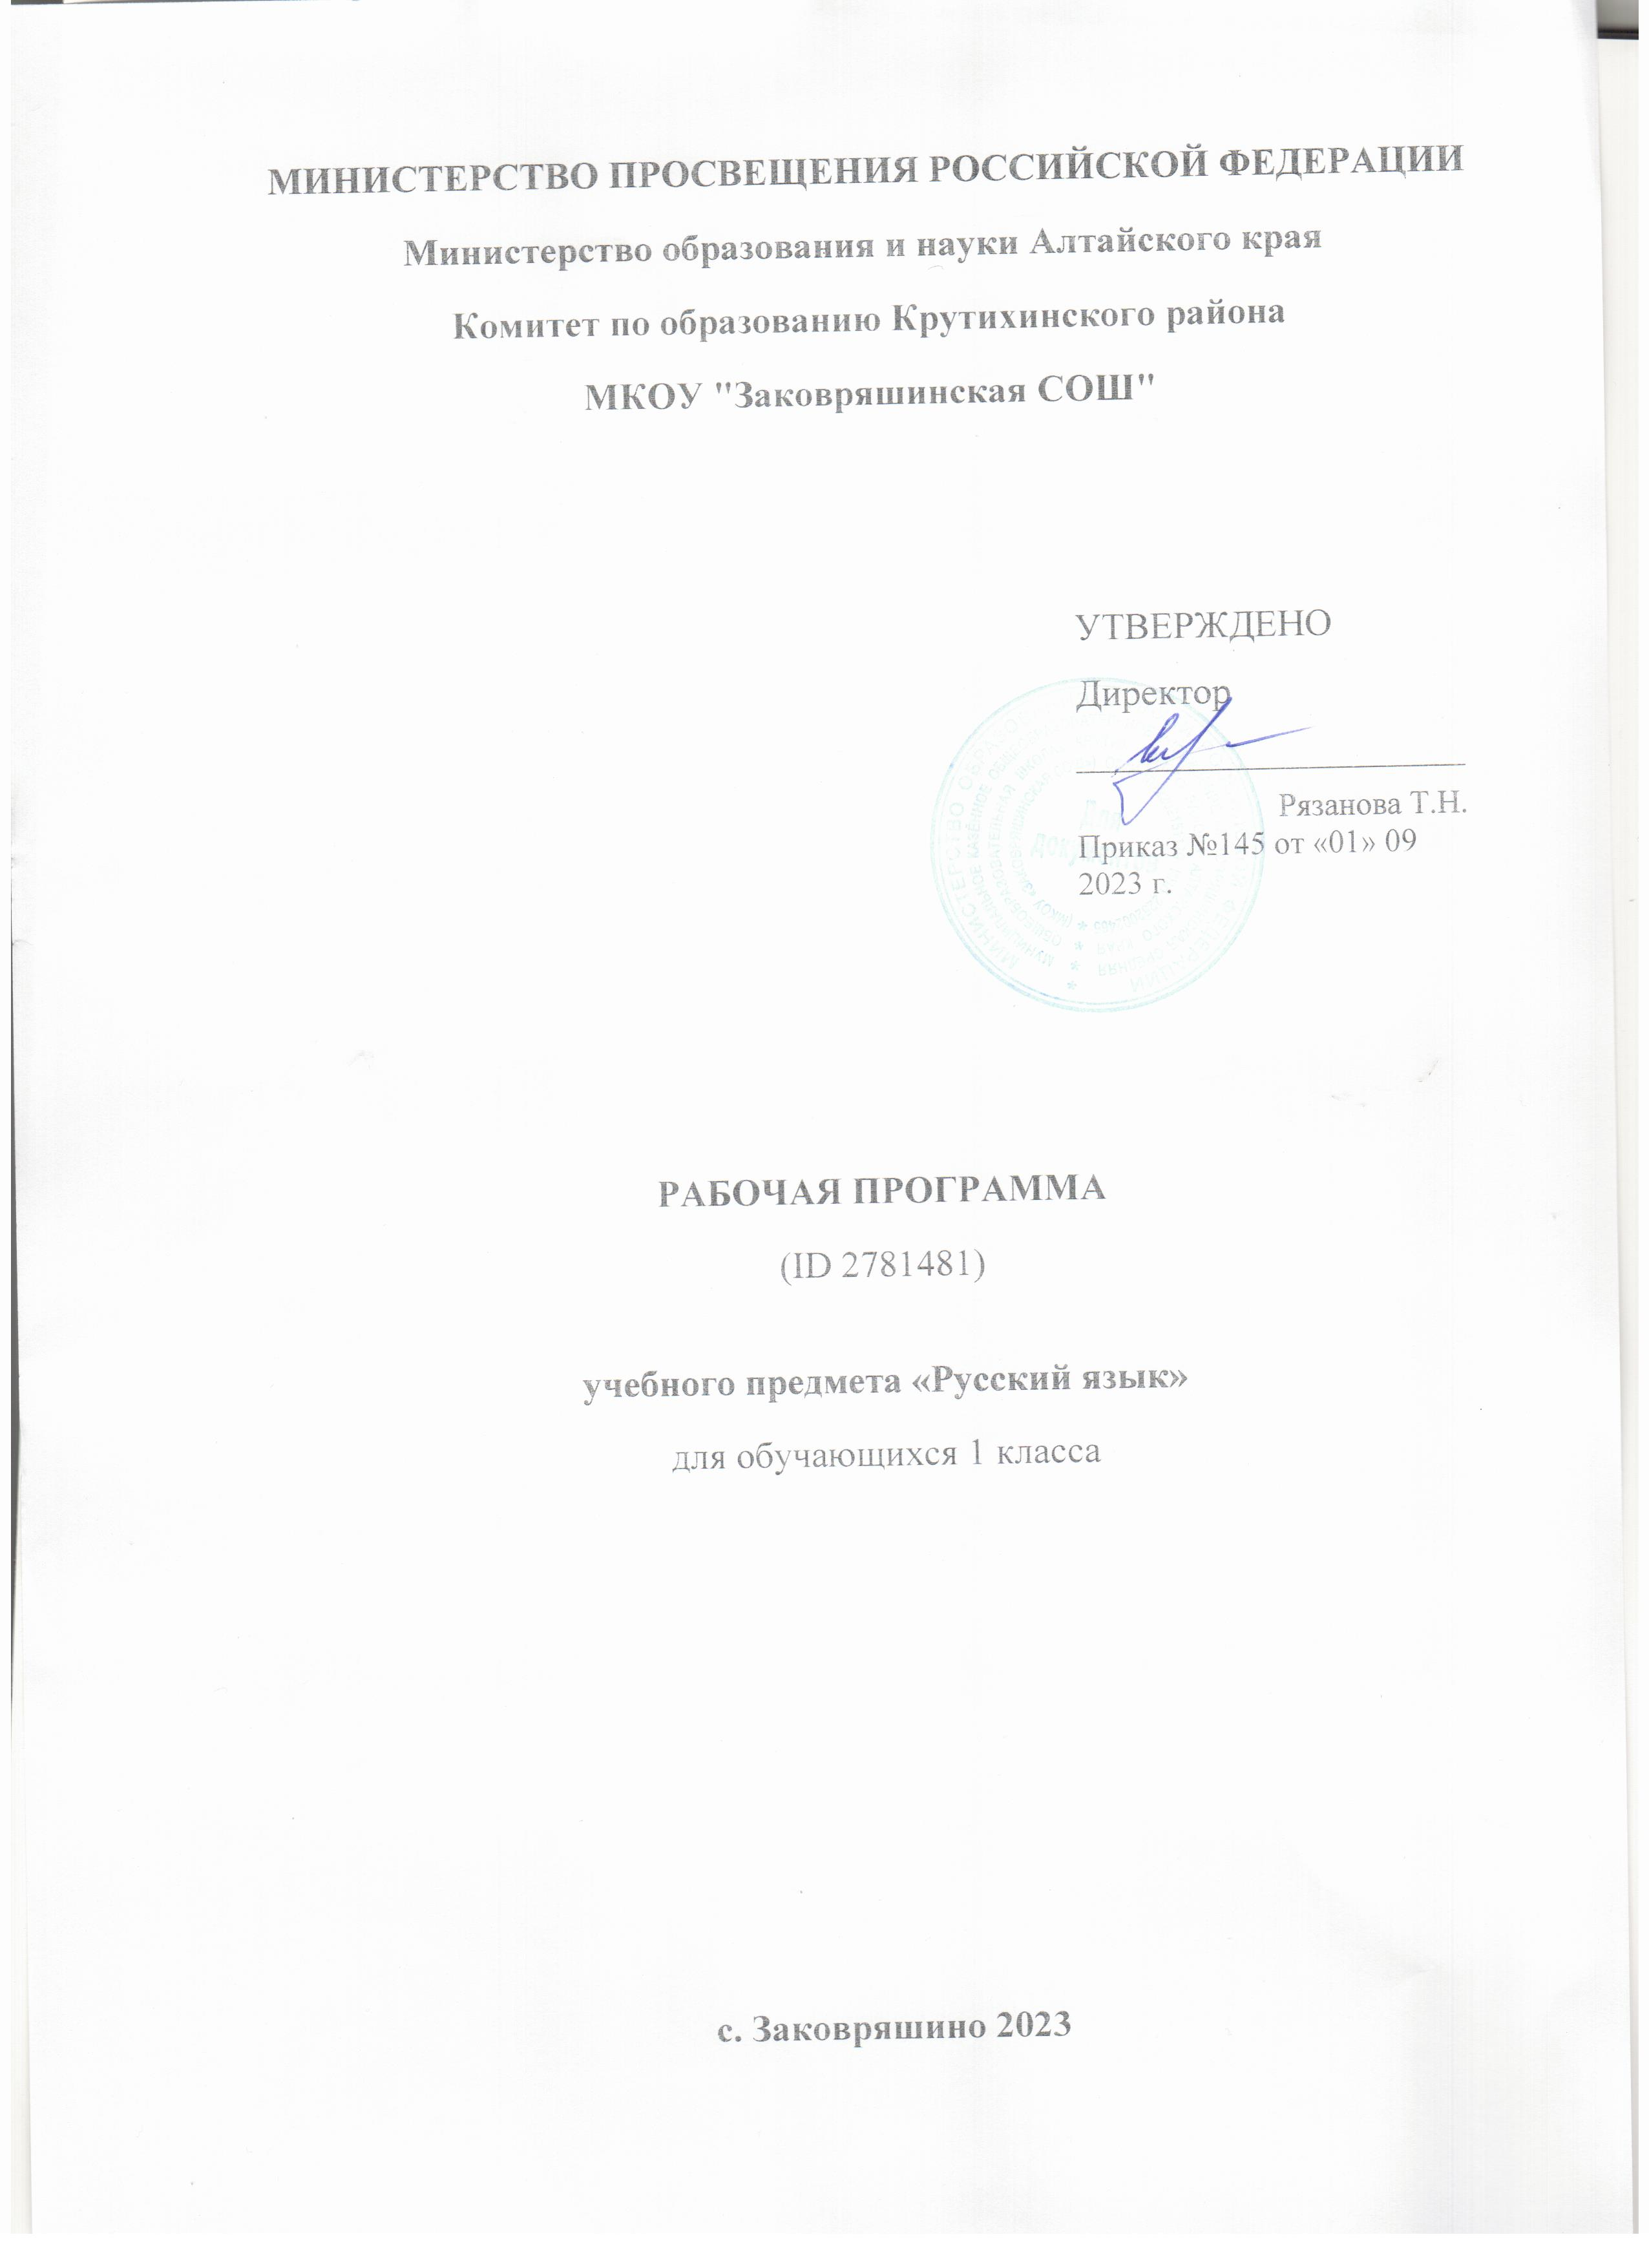 МИНИСТЕРСТВО ПРОСВЕЩЕНИЯ РОССИЙСКОЙ ФЕДЕРАЦИИ
Министерство образования и науки Алтайского края
Комитет по образованию Крутихинского района
МКОУ "Заковряшинская СОШ"
УТВЕРЖДЕНО
Директор
Рязанова Т.Н.
Приказ №145 от «01» 09
2023 г.
РАБОЧАЯ ПРОГРАММА
(ID 2781481)
учебного предмета «Русский язык»
для обучающихся 1 класса
с. Заковряшино 2023